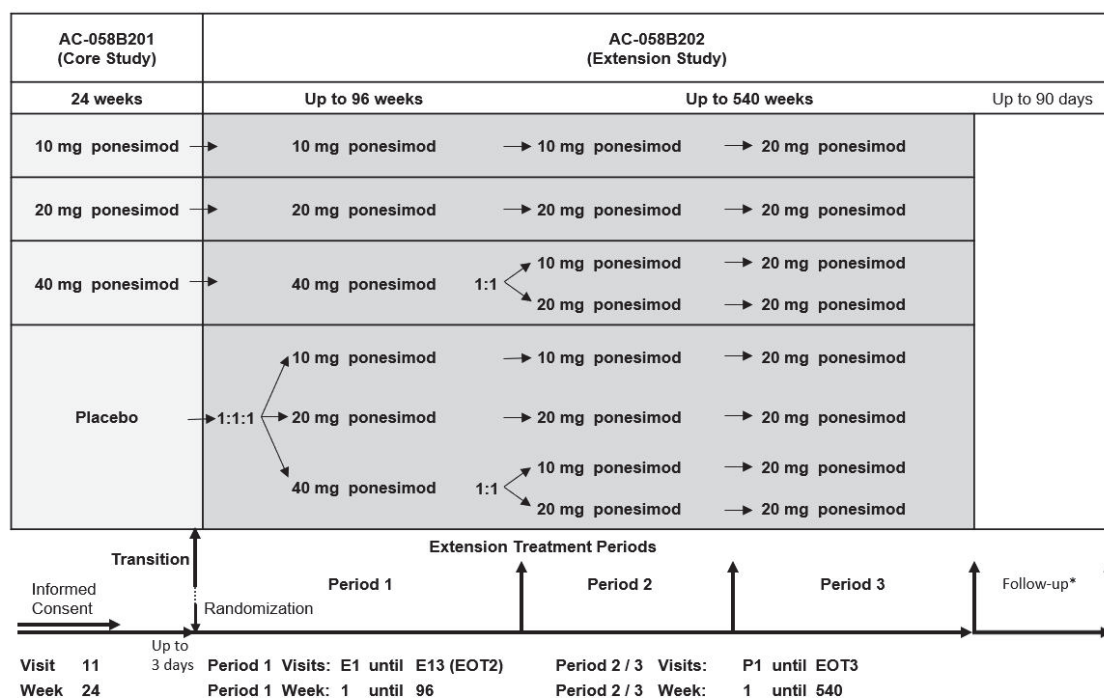 AC-058B201
(Core Study)
AC-058B202
(Extension Study)
24 weeks
Up to 96 weeks
Up to 540 weeks
Up to 90 days
10 mg ponesimod
10 mg ponesimod
10 mg ponesimod
20 mg ponesimod
20 mg ponesimod
20 mg ponesimod
20 mg ponesimod
20 mg ponesimod
40 mg ponesimod
40 mg ponesimod
1:1
10 mg ponesimod
20 mg ponesimod
20 mg ponesimod
20 mg ponesimod
Placebo
1:1:1
10 mg ponesimod
10 mg ponesimod
20 mg ponesimod
20 mg ponesimod
20 mg ponesimod
20 mg ponesimod
40 mg ponesimod
1:1
10 mg ponesimod
20 mg ponesimod
20 mg ponesimod
20 mg ponesimod
Transition
Extension Treatment Periods
Informed
Consent
Randomization
Period 1
Period 2
Period 3
Follow-up*
Up to
3 days
Visit 11
Period 1 Visits: E1 until E13 (EOT2)
Period 2 / 3 Visits: P1 until EOT3
Week 24
Period 1 Week: 1 until 96
Period 2 / 3 Week: 1 until 540